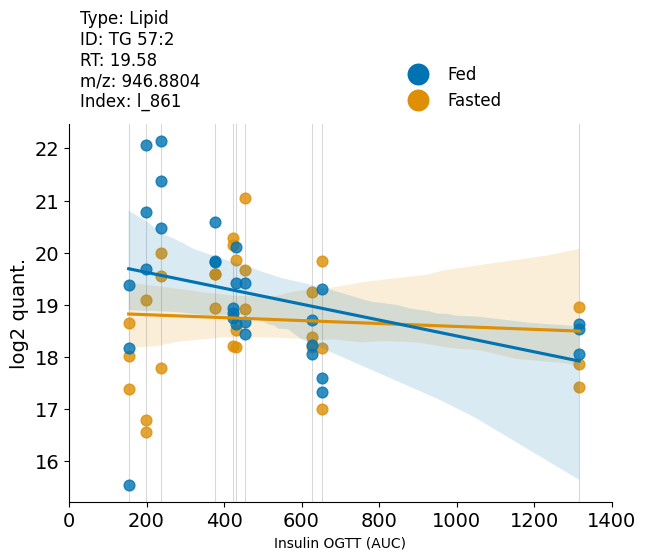 Type: Lipid
ID: TG 57:2
RT: 19.58
m/z: 946.8804
Index: l_861
Fed
Fasted
22
21
20
19
18
17
16
log2 quant.
0 200 400 600 800 1000 1200 1400
Insulin OGTT (AUC)